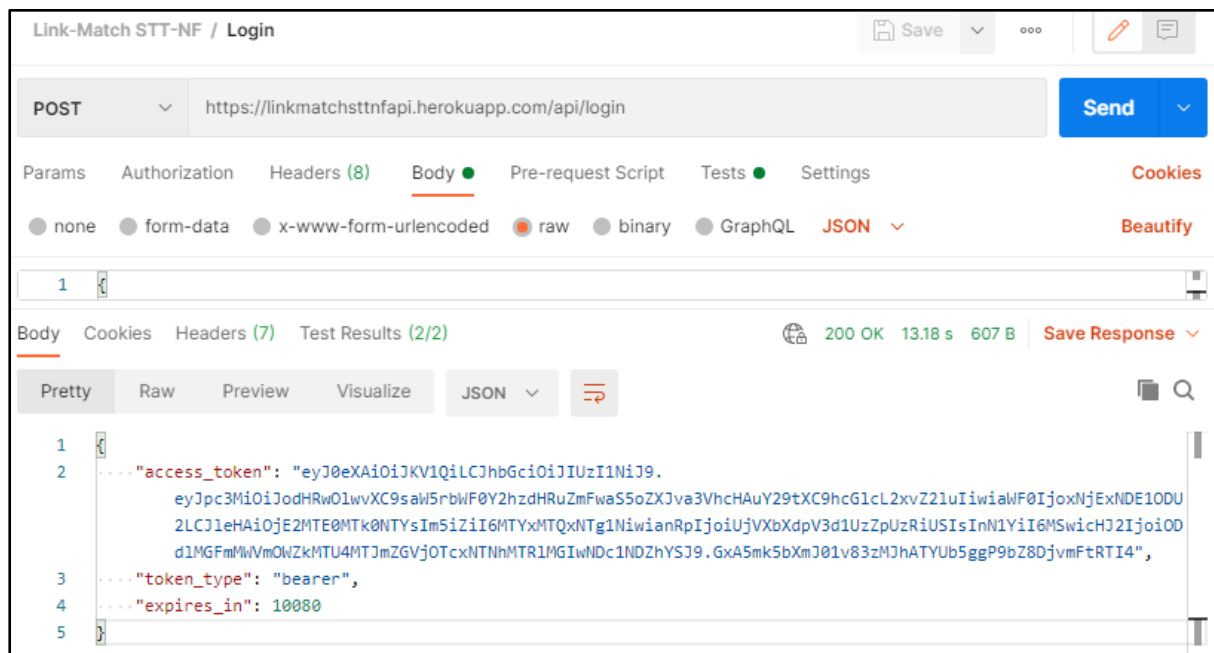 Link-Match STT-NF / Login
Save
POST
https://linkmatchsttnfapi.herokuapp.com/api/login
Send
Params Authorization Headers (8) Body Pre-request Script Tests Settings Cookies
none form-data x-www-form-urlencoded raw binary GraphQL JSON Beautify
1 {
Body Cookies Headers (7) Test Results (2/2) 200 OK 13.18 s 607 B Save Response
Pretty Raw Preview Visualize JSON
1 {
2 "access_token": "eyJ0eXAiOiJKV1QiLCJhbGciOiJIUzI1NiJ9.
eyJpc3MiOiJodHRwOlwvXC9saW5rbWF0Y2hzdHRuZmFwaS5oZXJva3VhcHAuY29tXC9hcGlcL2xvZ2luIiwiaWF0IjoxNjExNDE1ODU
2LCJleHAiOjE2MTE0MTk0NTYsIm5iZiI6MTYxMTQxNTg1NiwianRpIjoiUjVXbXdpV3d1UzZpUzRiUSIsInN1YiI6MSwicHJ2IjoiOD
dlMGFmMWVmOWZkMTU4MTJmZGVjOTcxNTNhMTRlMGIwNDc1NDZhYSJ9.GxA5mk5bXmJ01v83zMJhATYUb5ggP9bZ8DjvmFtRTI4",
3 "token_type": "bearer",
4 "expires_in": 10080
5 }